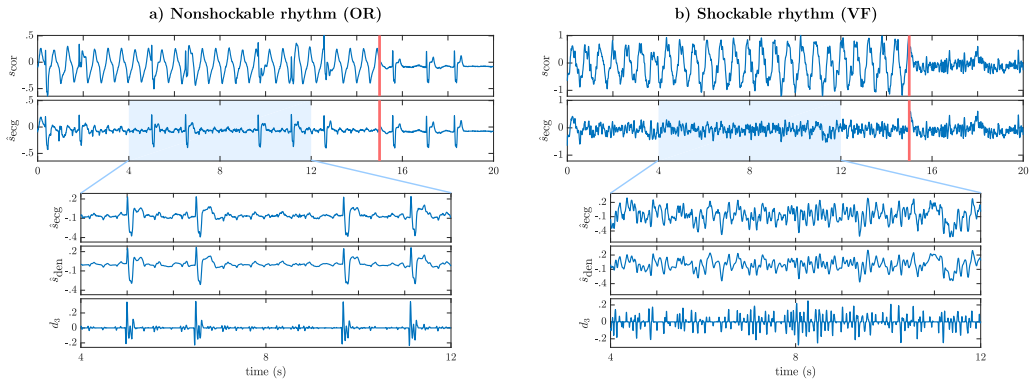 a) Nonshockable rhythm (OR)
.5
0
-.5
s_cor
.5
0
-.5
ŝ_ecg
0 4 8 12 16 20
.2
-.1
-.4
ŝ_ecg
.2
-.1
-.4
ŝ_den
.2
0
-.2
d_3
4 8 12
time (s)
b) Shockable rhythm (VF)
1
0
-1
s_cor
1
0
-1
ŝ_ecg
0 4 8 12 16 20
.2
-.1
-.4
ŝ_ecg
.2
-.1
-.4
ŝ_den
.2
0
-.2
d_3
4 8 12
time (s)